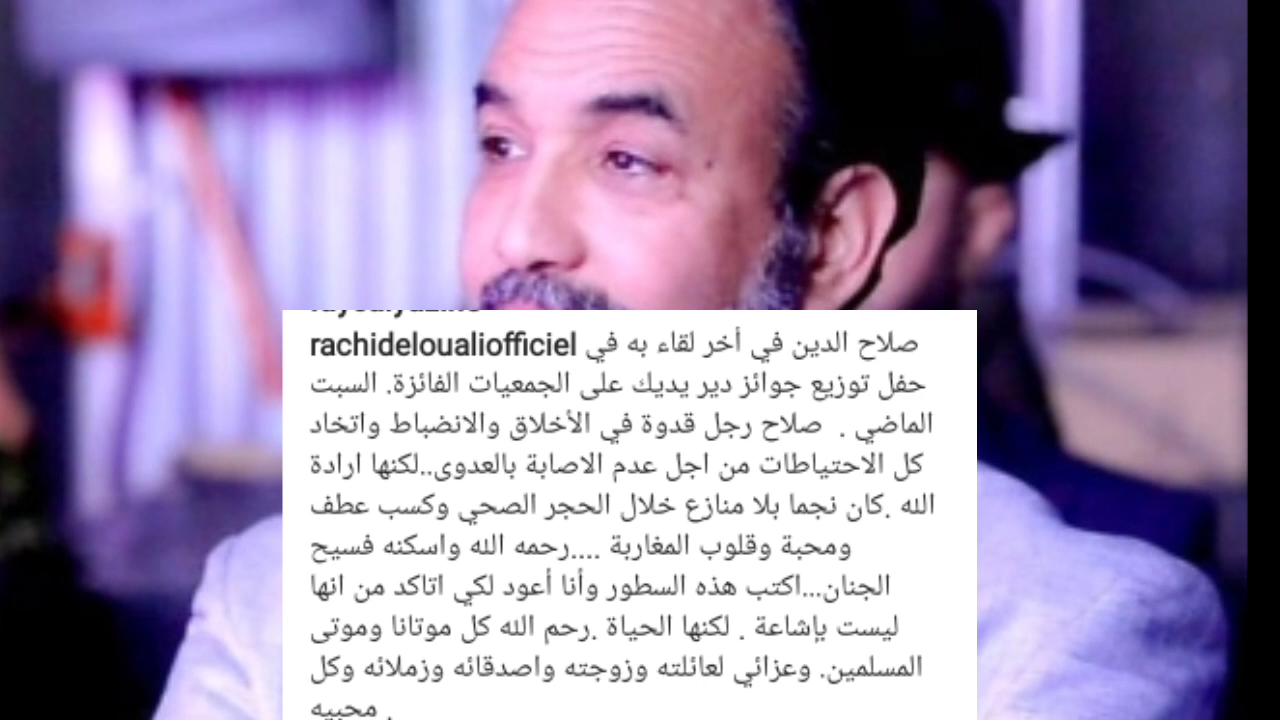 rachideloualiofficiel صلاح الدين في أخر لقاء به في
حفل توزيع جوائز دير يديك على الجمعيات الفائزة. السبت
الماضي . صلاح رجل قدوة في الأخلاق والانضباط واتخاد
كل الاحتياطات من اجل عدم الاصابة بالعدوى..لكنها ارادة
الله .كان نجما بلا منازع خلال الحجر الصحي وكسب عطف
ومحبة وقلوب المغاربة ....رحمه الله واسكنه فسيح
الجنان...اكتب هذه السطور وأنا أعود لكي اتاكد من انها
ليست بإشاعة . لكنها الحياة .رحم الله كل موتانا وموتى
المسلمين. وعزائي لعائلته وزوجته واصدقائه وزملائه وكل
محبيه .